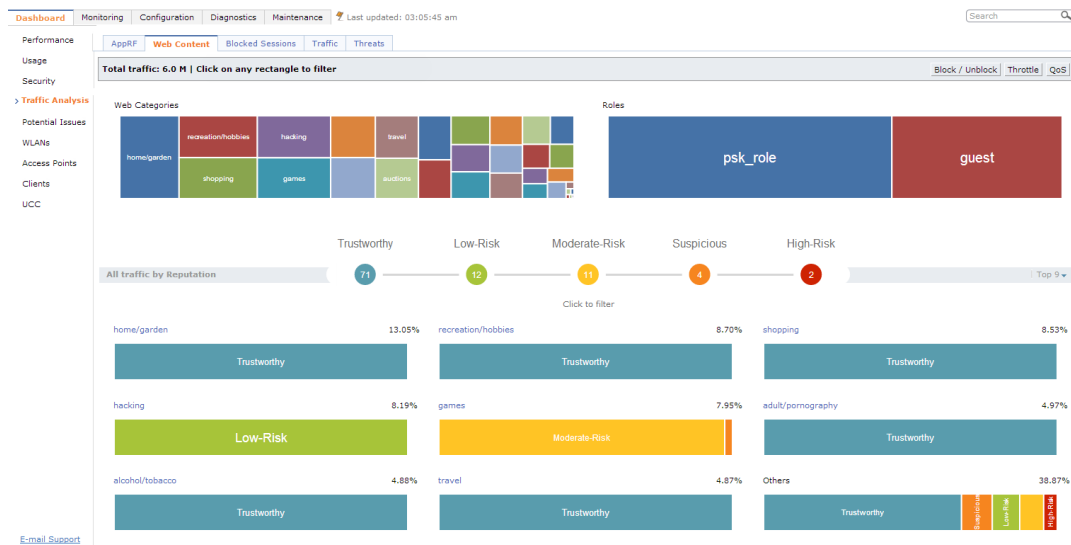 Dashboard Monitoring Configuration Diagnostics Maintenance Last updated: 03:05:45 am Search
Performance
Usage
Security
Traffic Analysis
Potential Issues
WLANs
Access Points
Clients
UCC
E-mail Support
AppRF Web Content Blocked Sessions Traffic Threats
Total traffic: 6.0 M | Click on any rectangle to filter Block / Unblock Throttle QoS
Web Categories
home/garden
recreation/hobbies
hacking
travel
shopping
games
auctions
Roles
psk_role
guest
Trustworthy Low-Risk Moderate-Risk Suspicious High-Risk
All traffic by Reputation 71 12 11 4 2 Top 9
Click to filter
home/garden 13.05% recreation/hobbies 8.70% shopping 8.53%
Trustworthy Trustworthy Trustworthy
hacking 8.19% games 7.95% adult/pornography 4.97%
Low-Risk Moderate-Risk Trustworthy
alcohol/tobacco 4.88% travel 4.87% Others 38.87%
Trustworthy Trustworthy Trustworthy Suspicious Low-Risk High-Risk